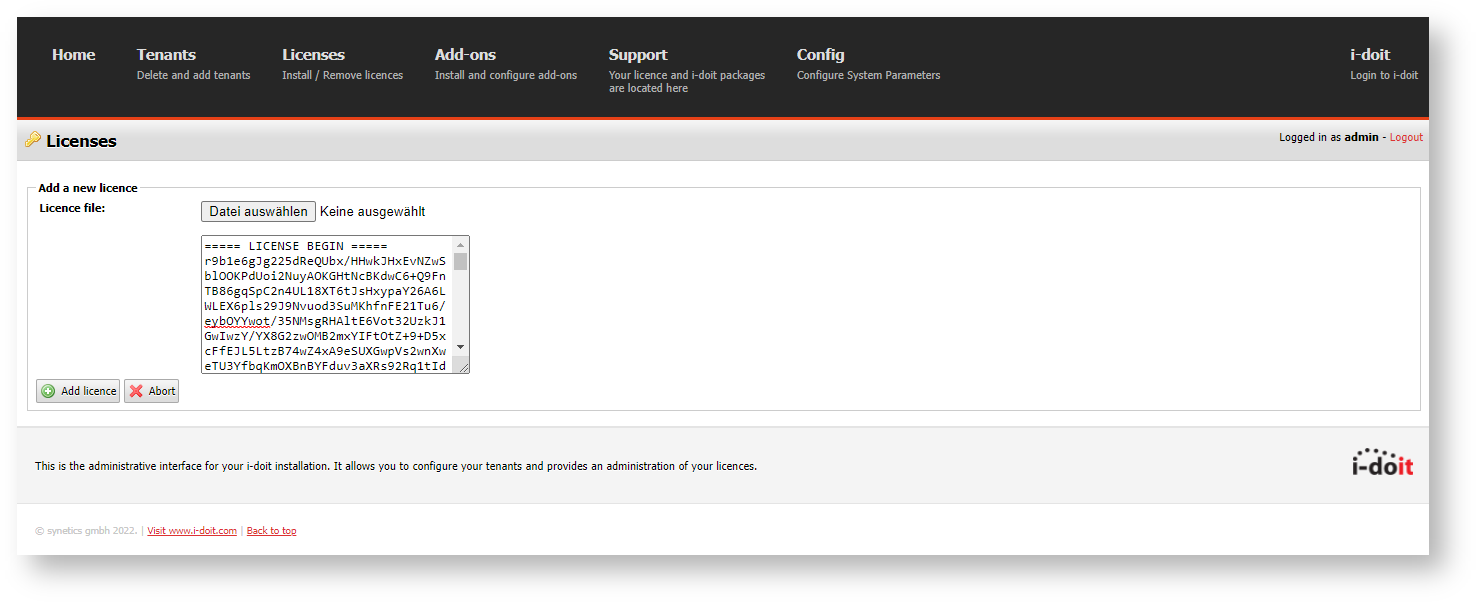 Home
Tenants
Delete and add tenants
Licenses
Install / Remove licences
Add-ons
Install and configure add-ons
Support
Your licence and i-doit packages
are located here
Config
Configure System Parameters
i-doit
Login to i-doit
Licenses
Logged in as admin - Logout
Add a new licence
Licence file:
Datei auswählen Keine ausgewählt
===== LICENSE BEGIN =====
r9b1e6gJg225dReQUbx/HHwkJHxEvNZwS
blOOKPdUoi2NuyAOKGHtNcBKdwC6+Q9Fn
TB86gqSpC2n4UL18XT6tJsHxypaY26A6L
WLEX6pls29J9Nvuod3SuMKhfnFE21Tu6/
eybOYYwot/35NMsgRHAltE6Vot32UzkJ1
GwIwzY/YX8G2zwOMB2mxYIFtOtZ+9+D5x
cFfEJL5LtzB74wZ4xA9eSUXGwpVs2wnXw
eTU3YfbqKmOXBnBYFduv3aXRs92Rq1tId
Add licence
Abort
This is the administrative interface for your i-doit installation. It allows you to configure your tenants and provides an administration of your licences.
i-doit
© synetics gmbh 2022. | Visit www.i-doit.com | Back to top